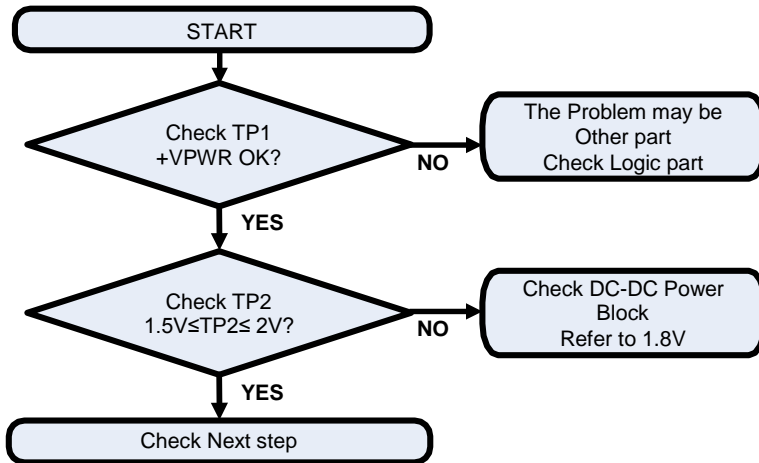 START
Check TP1
+VPWR OK?
The Problem may be
Other part
Check Logic part
NO
YES
Check TP2
1.5V≤TP2≤ 2V?
Check DC-DC Power
Block
Refer to 1.8V
NO
YES
Check Next step